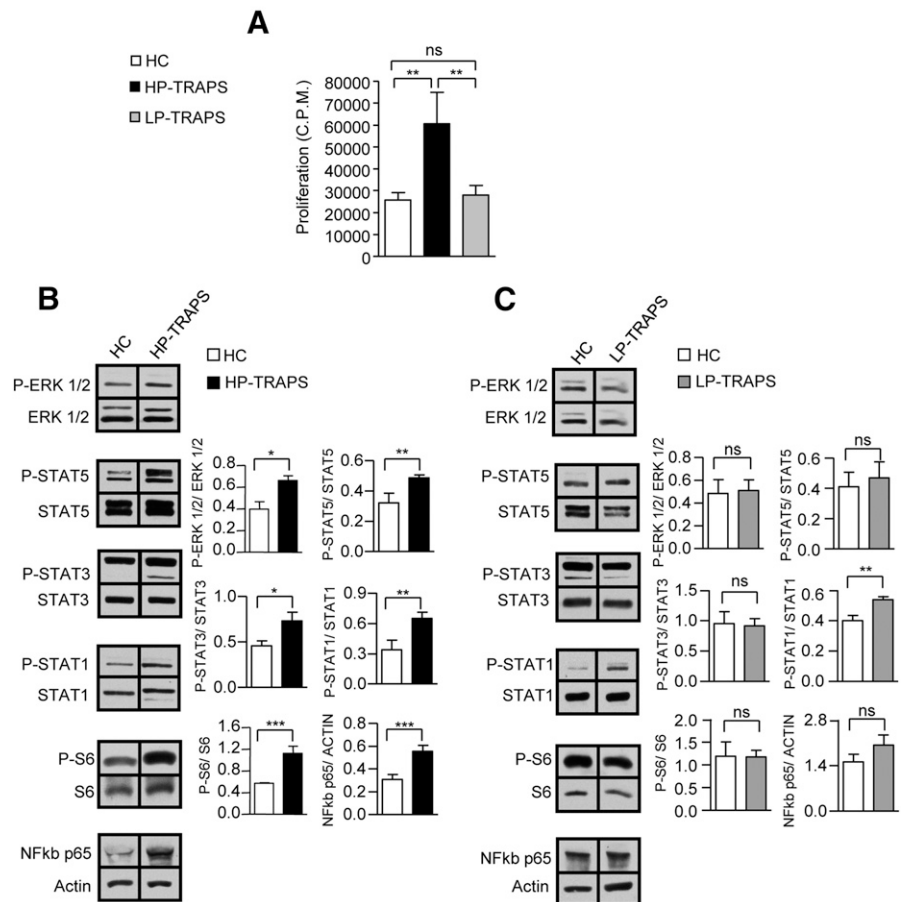 A
HC
HP-TRAPS
LP-TRAPS
ns
** **
Proliferation (C.P.M.)
80000
70000
60000
50000
40000
30000
20000
10000
0
B
HC HP-TRAPS
HC
HP-TRAPS
P-ERK 1/2
ERK 1/2
P-STAT5
STAT5
P-STAT3
STAT3
P-STAT1
STAT1
P-S6
S6
NFkb p65
Actin
P-ERK 1/2/ ERK 1/2
0.8
0.6
0.4
0.2
0.0
*
P-STAT5/ STAT5
0.6
0.4
0.2
0.0
**
P-STAT3/ STAT3
1.0
0.5
0.0
*
P-STAT1/ STAT1
0.9
0.6
0.3
0.0
**
P-S6/ S6
1.6
1.2
0.8
0.4
0.0
***
NFkb p65/ ACTIN
0.8
0.6
0.4
0.2
0.0
***
C
HC LP-TRAPS
HC
LP-TRAPS
P-ERK 1/2
ERK 1/2
P-STAT5
STAT5
P-STAT3
STAT3
P-STAT1
STAT1
P-S6
S6
NFkb p65
Actin
P-ERK 1/2/ ERK 1/2
0.8
0.6
0.4
0.2
0.0
ns
P-STAT5/ STAT5
0.6
0.4
0.2
0.0
ns
P-STAT3/ STAT3
1.5
1.0
0.5
0.0
ns
P-STAT1/ STAT1
0.6
0.4
0.2
0.0
**
P-S6/ S6
2.0
1.5
1.0
0.5
0.0
ns
NFkb p65/ ACTIN
2.8
1.4
0.0
ns